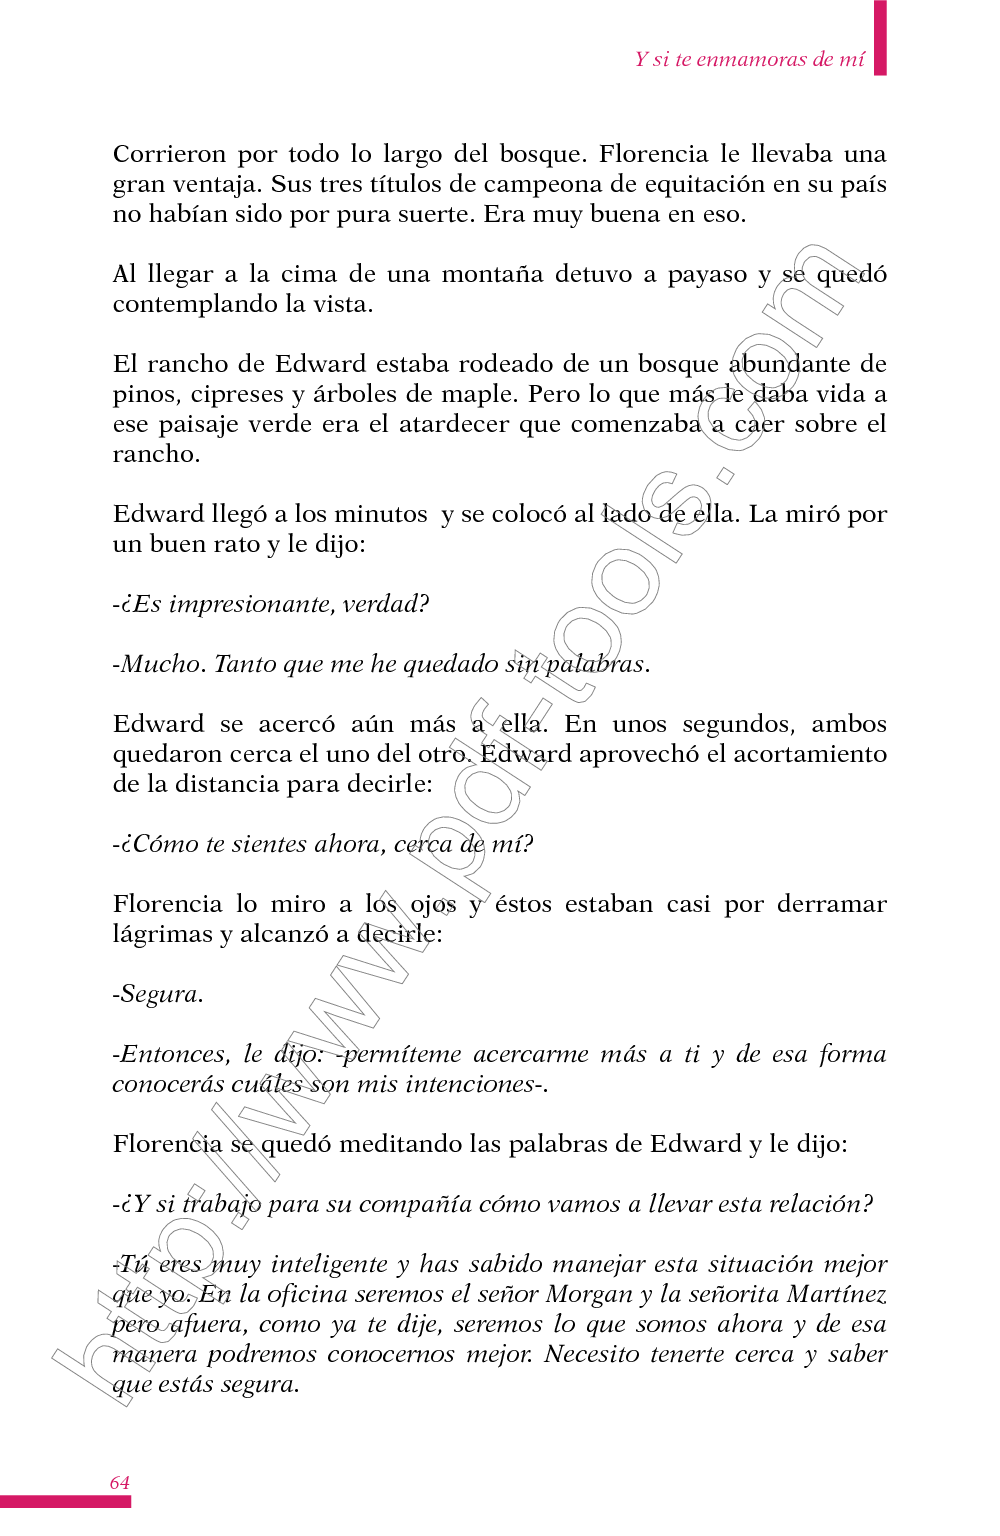 Y si te enmamoras de mí
Corrieron por todo lo largo del bosque. Florencia le llevaba una
gran ventaja. Sus tres títulos de campeona de equitación en su país
no habían sido por pura suerte. Era muy buena en eso.
Al llegar a la cima de una montaña detuvo a payaso y se quedó
contemplando la vista.
El rancho de Edward estaba rodeado de un bosque abundante de
pinos, cipreses y árboles de maple. Pero lo que más le daba vida a
ese paisaje verde era el atardecer que comenzaba a caer sobre el
rancho.
Edward llegó a los minutos  y se colocó al lado de ella. La miró por
un buen rato y le dijo:
-¿Es impresionante, verdad?
-Mucho. Tanto que me he quedado sin palabras.
Edward se acercó aún más a ella. En unos segundos, ambos
quedaron cerca el uno del otro. Edward aprovechó el acortamiento
de la distancia para decirle:
-¿Cómo te sientes ahora, cerca de mí?
Florencia lo miro a los ojos y éstos estaban casi por derramar
lágrimas y alcanzó a decirle:
-Segura.
-Entonces, le dijo: -permíteme acercarme más a ti y de esa forma
conocerás cuáles son mis intenciones-.
Florencia se quedó meditando las palabras de Edward y le dijo:
-¿Y si trabajo para su compañía cómo vamos a llevar esta relación?
-Tú eres muy inteligente y has sabido manejar esta situación mejor
que yo. En la oficina seremos el señor Morgan y la señorita Martínez
pero afuera, como ya te dije, seremos lo que somos ahora y de esa
manera podremos conocernos mejor. Necesito tenerte cerca y saber
que estás segura.
64
http://www.pdf-tools.com